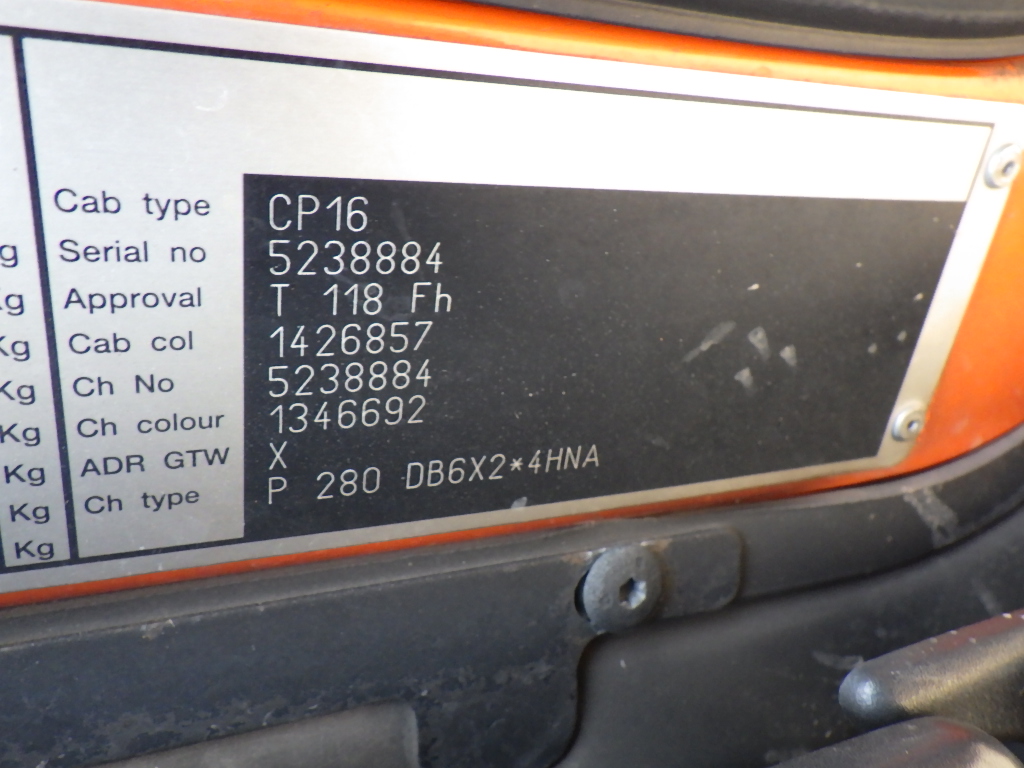 Cab type CP16
g Serial no 5238884
Kg Approval T 118 Fh
Kg Cab col 1426857
Kg Ch No 5238884
Kg Ch colour 1346692
Kg ADR GTW X
Kg Ch type P 280 DB6X2*4HNA
Kg